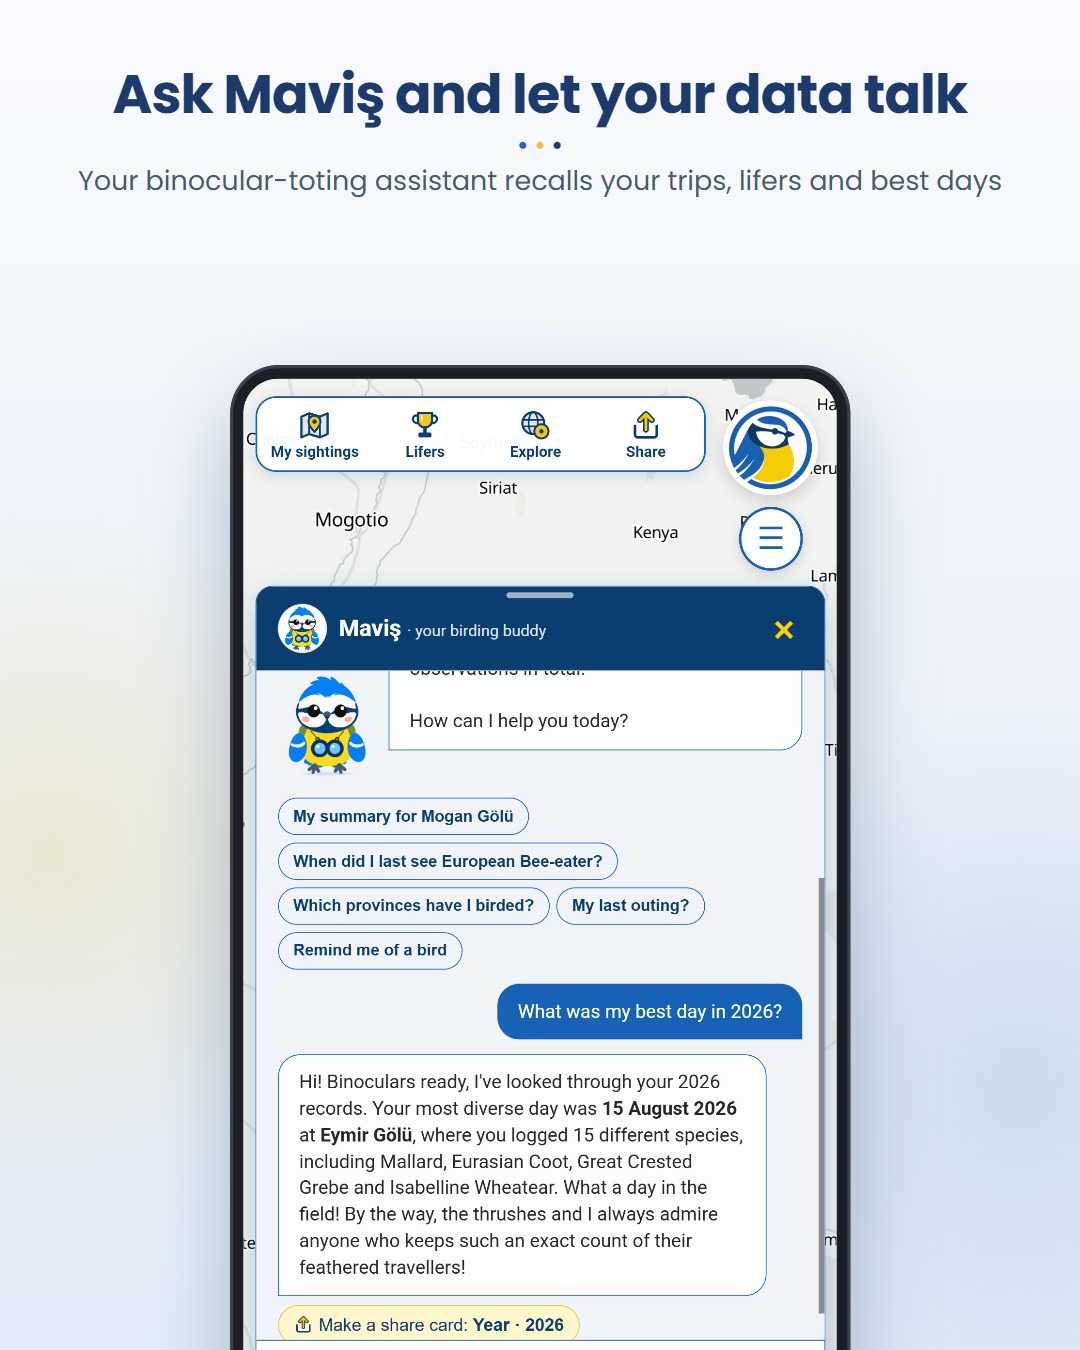 Ask Maviş and let your data talk
Your binocular-toting assistant recalls your trips, lifers and best days
My sightings
Lifers
Explore
Share
Siriat
Mogotio
Kenya
Maviş · your birding buddy
observations in total.
How can I help you today?
My summary for Mogan Gölü
When did I last see European Bee-eater?
Which provinces have I birded?
My last outing?
Remind me of a bird
What was my best day in 2026?
Hi! Binoculars ready, I've looked through your 2026
records. Your most diverse day was 15 August 2026
at Eymir Gölü, where you logged 15 different species,
including Mallard, Eurasian Coot, Great Crested
Grebe and Isabelline Wheatear. What a day in the
field! By the way, the thrushes and I always admire
anyone who keeps such an exact count of their
feathered travellers!
Make a share card: Year · 2026